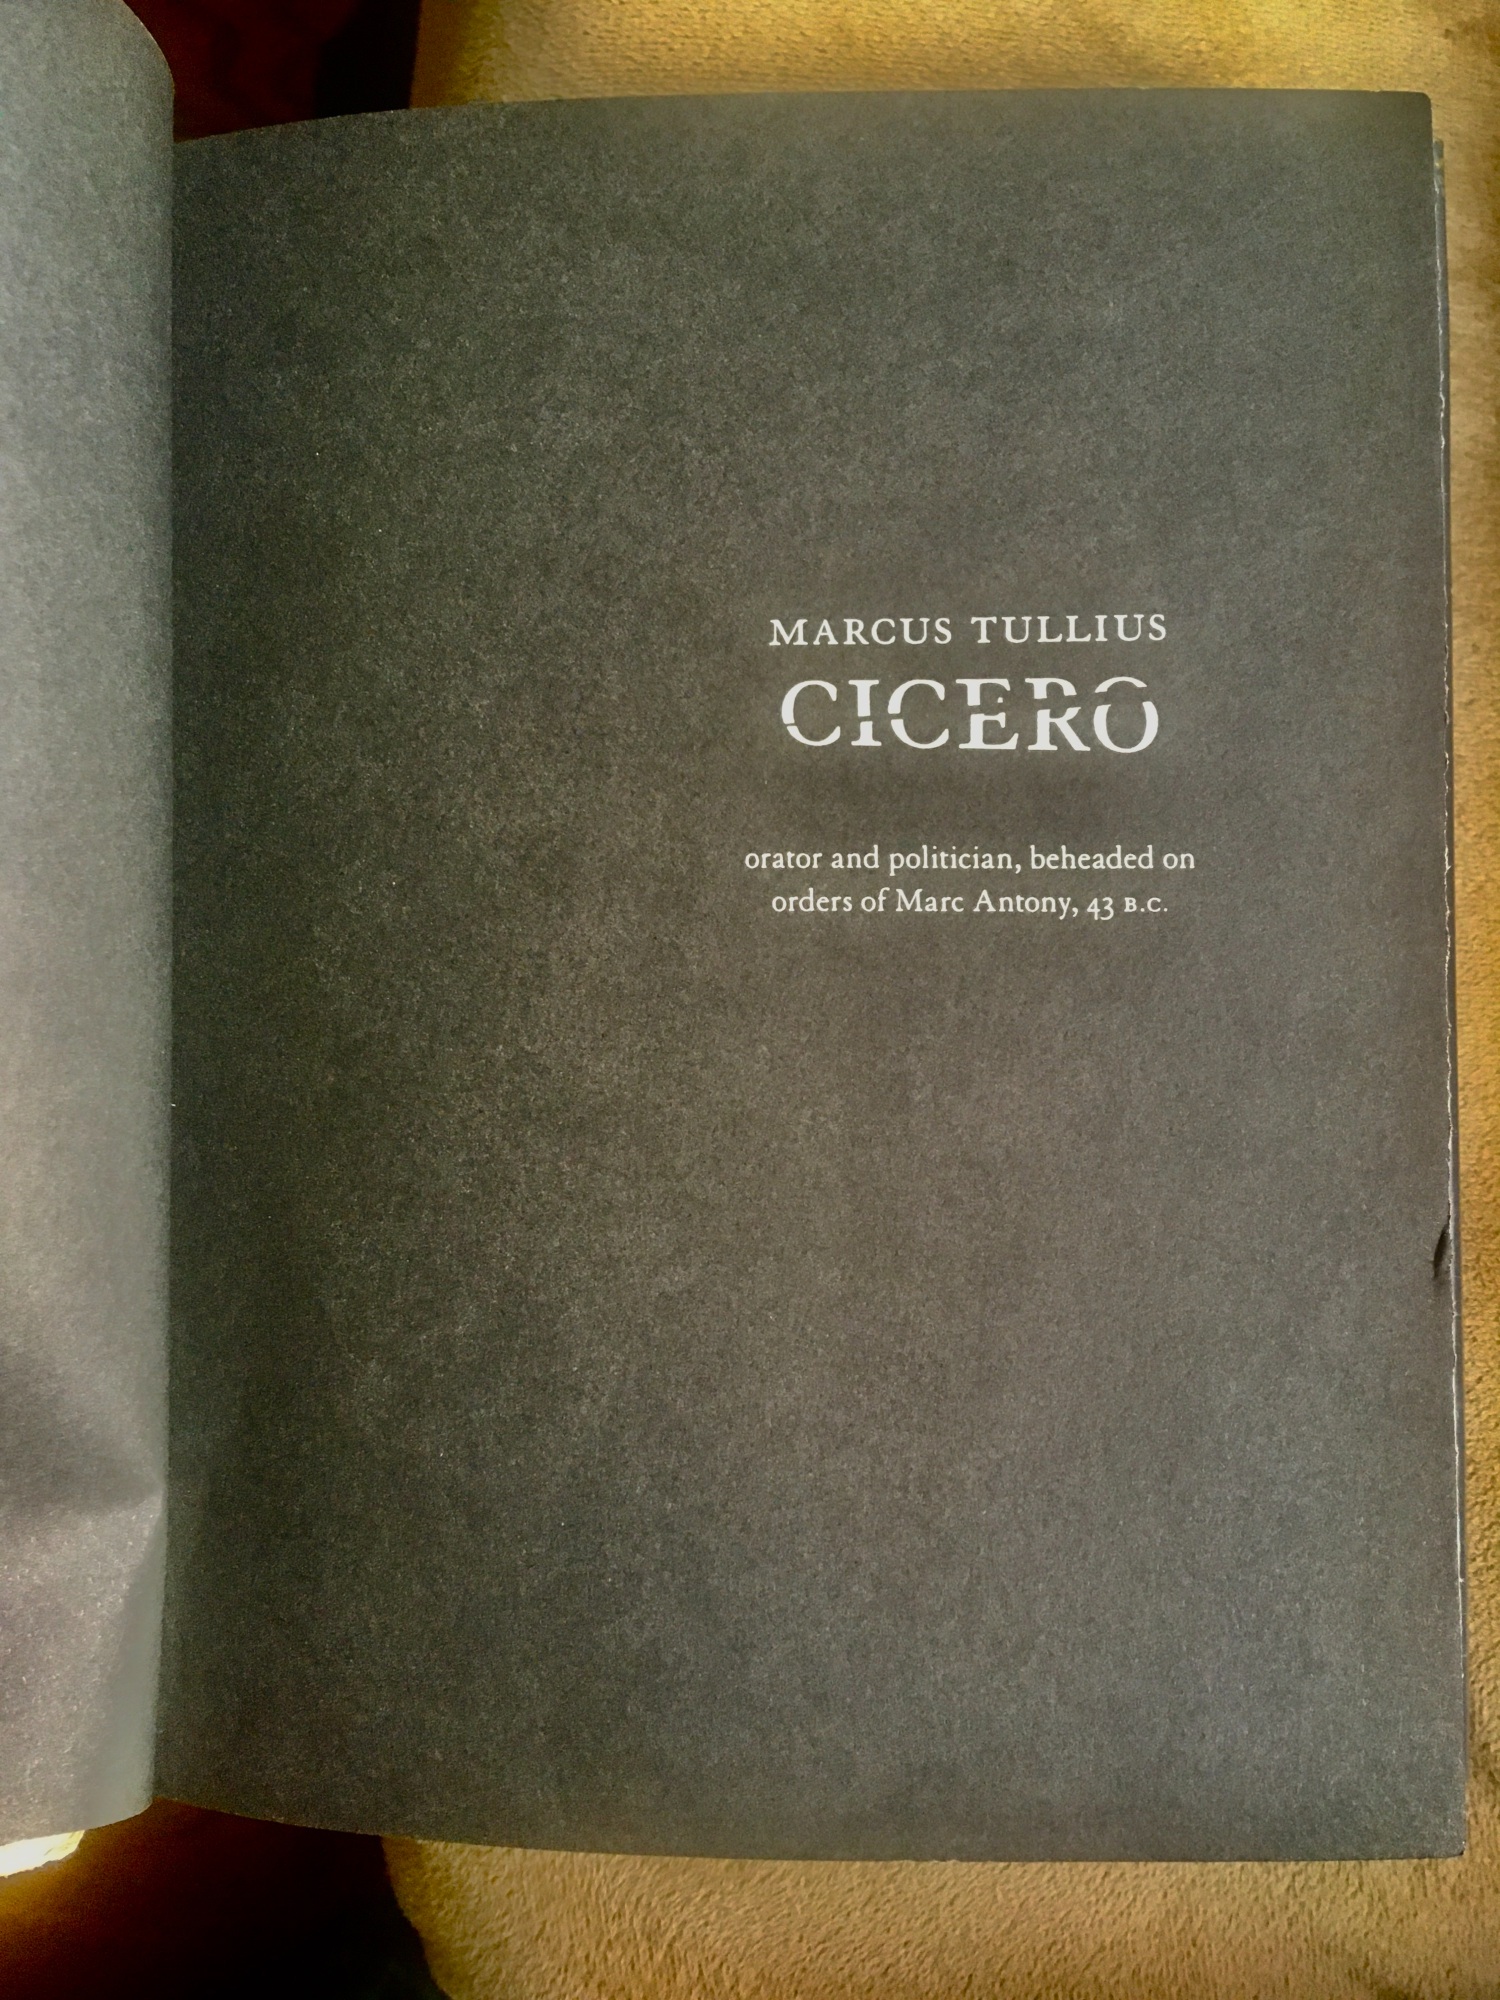 MARCUS TULLIUS
CICERO
orator and politician, beheaded on
orders of Marc Antony, 43 B.C.